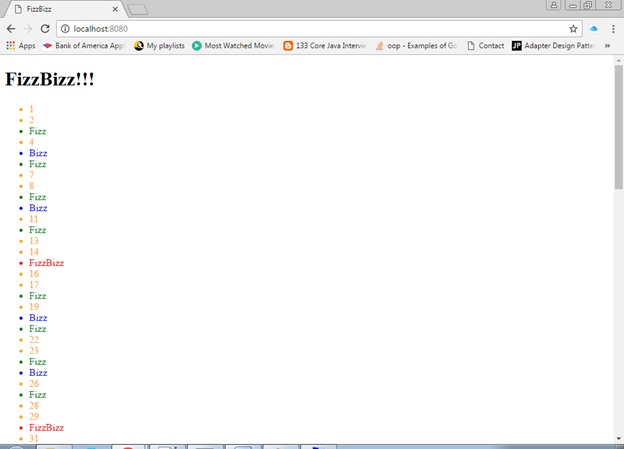 FizzBizz
localhost:8080
Apps Bank of America Appl My playlists Most Watched Movie 133 Core Java Intervie oop - Examples of Go Contact JP Adapter Design Patte »
FizzBizz!!!
1
2
Fizz
4
Bizz
Fizz
7
8
Fizz
Bizz
11
Fizz
13
14
FizzBizz
16
17
Fizz
19
Bizz
Fizz
22
23
Fizz
Bizz
26
Fizz
28
29
FizzBizz
31